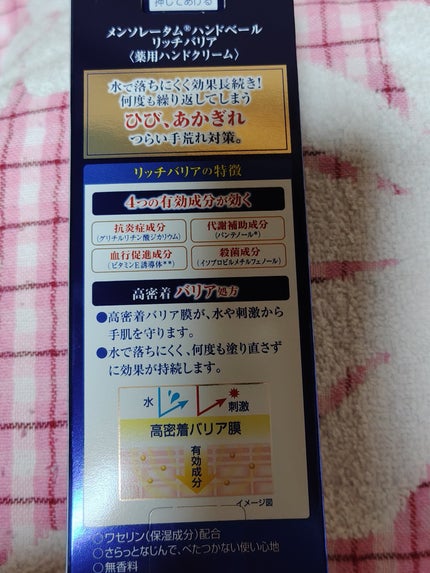 押してあける
メンソレータム®ハンドベール
リッチバリア
〈薬用ハンドクリーム〉
水で落ちにくく効果長続き!
何度も繰り返してしまう
ひび、あかぎれ
つらい手荒れ対策。
リッチバリアの特徴
4つの有効成分が効く
抗炎症成分
(グリチルリチン酸ジカリウム)
代謝補助成分
(パンテノール*)
血行促進成分
(ビタミンE誘導体**)
殺菌成分
(イソプロピルメチルフェノール)
高密着バリア処方
●高密着バリア膜が、水や刺激から
手肌を守ります。
●水で落ちにくく、何度も塗り直さず
に効果が持続します。
水
刺激
高密着バリア膜
有効成分
イメージ図
○ワセリン(保湿成分)配合
○さらっとなじんで、べたつかない使い心地
○無香料